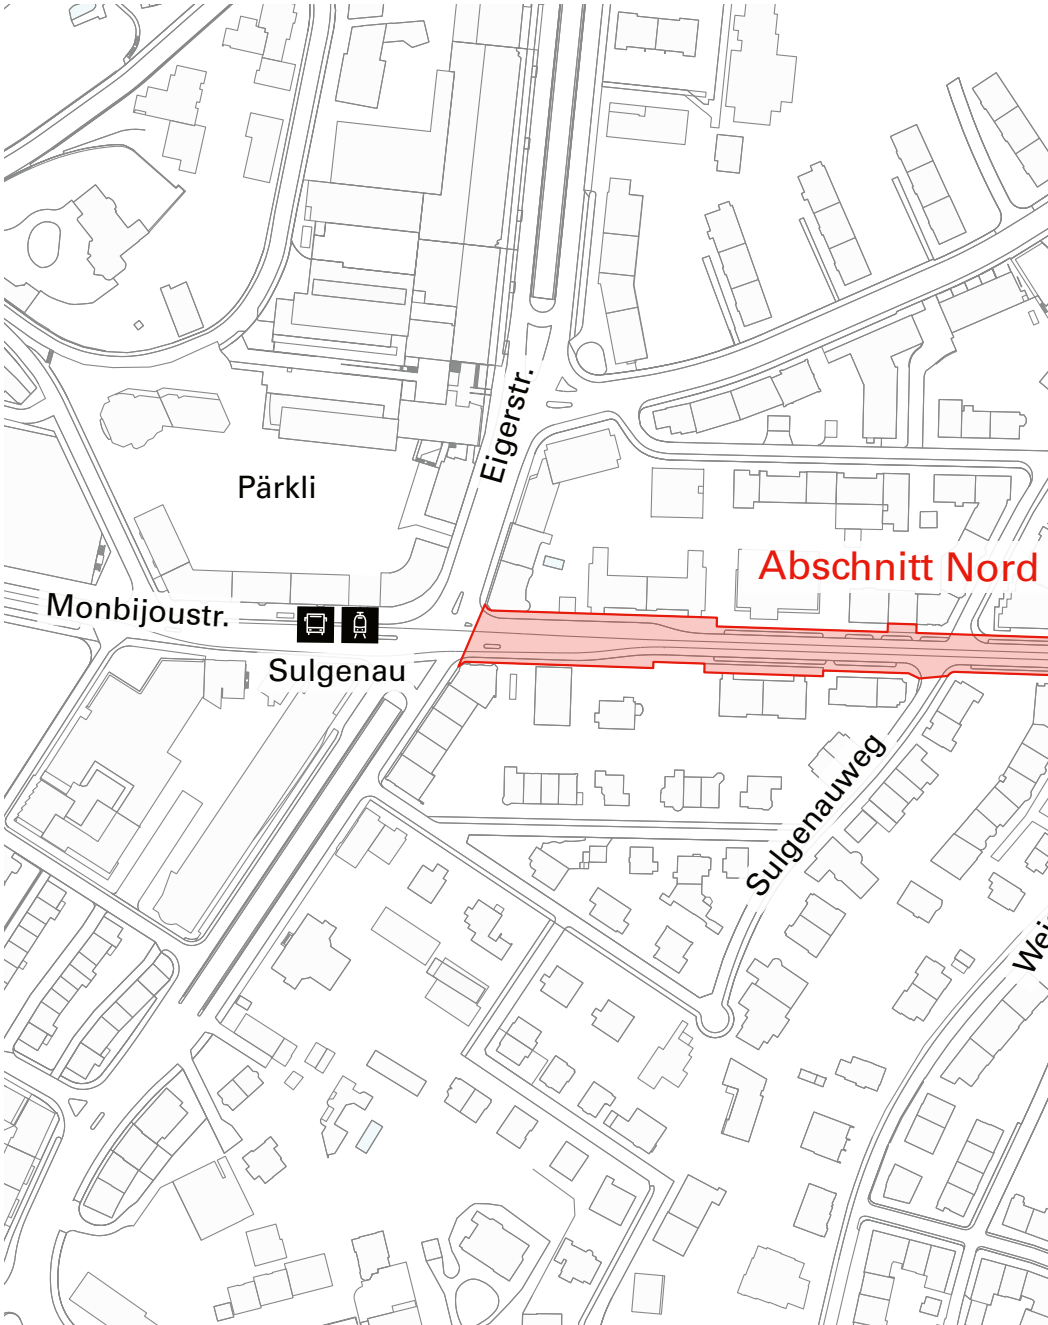 Eigerstr.
Pärkli
Abschnitt Nord
Monbijoustr.
Sulgenau
Sulgenauweg